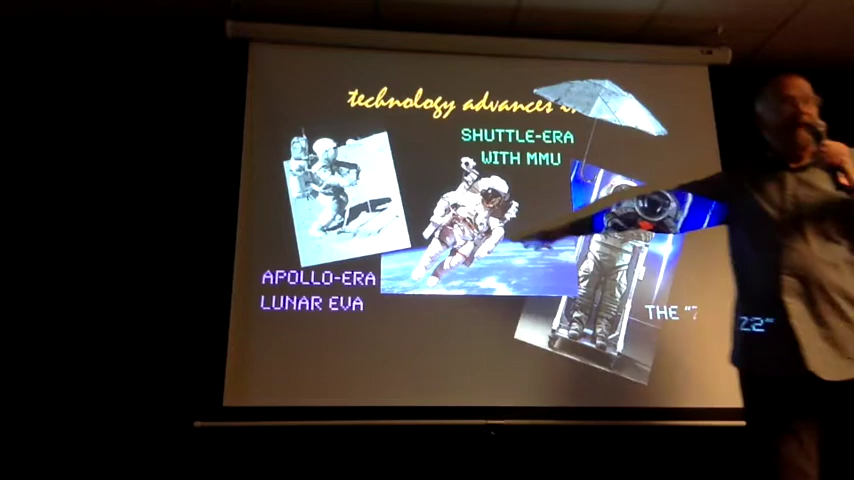 technology advances
SHUTTLE-ERA
WITH MMU
APOLLO-ERA
LUNAR EVA
THE "7 22"